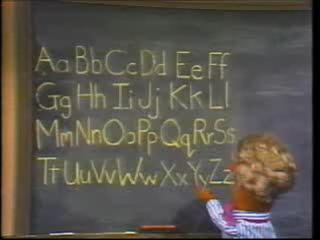 Aa Bb Cc Dd Ee Ff
Gg Hh Ii Jj Kk Ll
Mm Nn Oo Pp Qq Rr Ss
Tt Uu Vv Ww Xx Yy Zz